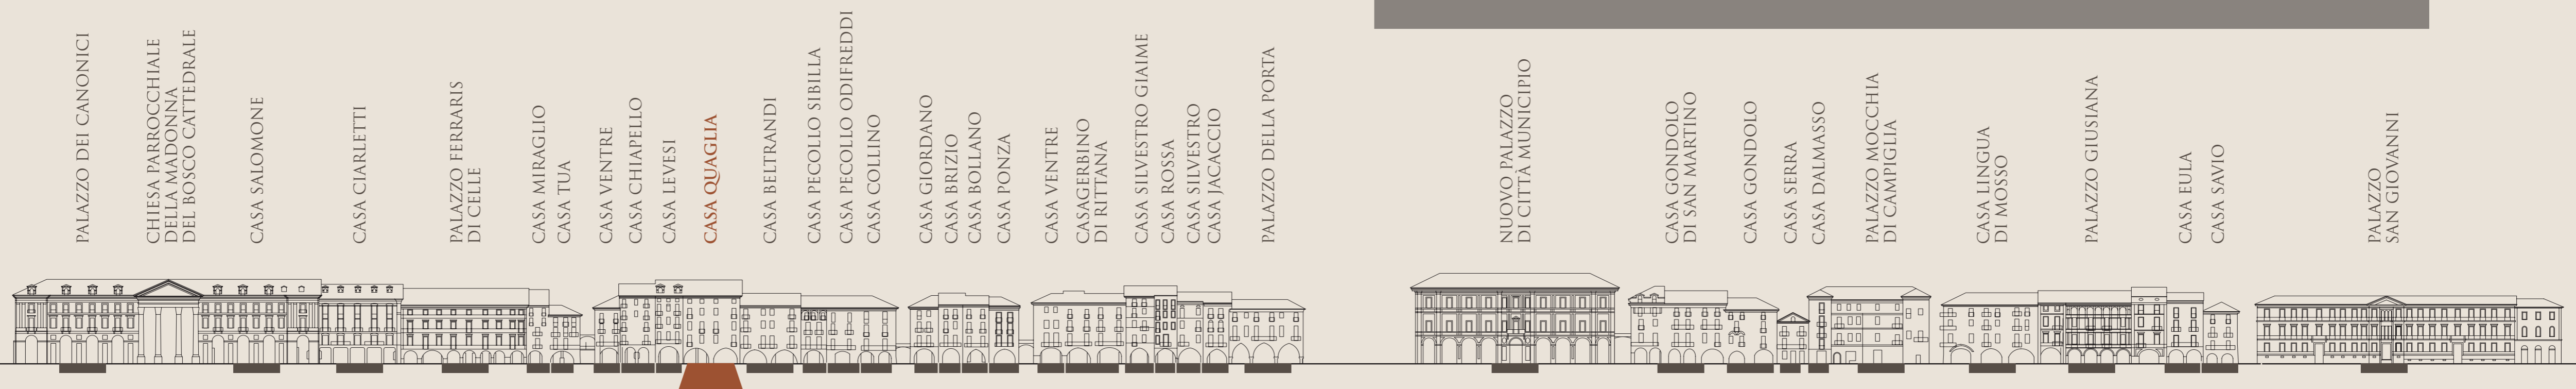 PALAZZO DEI CANONICI
CHIESA PARROCCHIALE
DELLA MADONNA
DEL BOSCO CATTEDRALE
CASA SALOMONE
CASA CIARLETTI
PALAZZO FERRARIS
DI CELLE
CASA MIRAGLIO
CASA TUA
CASA VENTRE
CASA CHIAPELLO
CASA LEVESI
CASA QUAGLIA
CASA BELTRANDI
CASA PECOLLO SIBILLA
CASA PECOLLO ODIFREDDI
CASA COLLINO
CASA GIORDANO
CASA BRIZIO
CASA BOLLANO
CASA PONZA
CASA VENTRE
CASAGERBINO
DI RITTANA
CASA SILVESTRO GIAIME
CASA ROSSA
CASA SILVESTRO
CASA JACACCIO
PALAZZO DELLA PORTA
NUOVO PALAZZO
DI CITTÀ MUNICIPIO
CASA GONDOLO
DI SAN MARTINO
CASA GONDOLO
CASA SERRA
CASA DALMASSO
PALAZZO MOCCHIA
DI CAMPIGLIA
CASA LINGUA
DI MOSSO
PALAZZO GIUSIANA
CASA EULA
CASA SAVIO
PALAZZO
SAN GIOVANNI